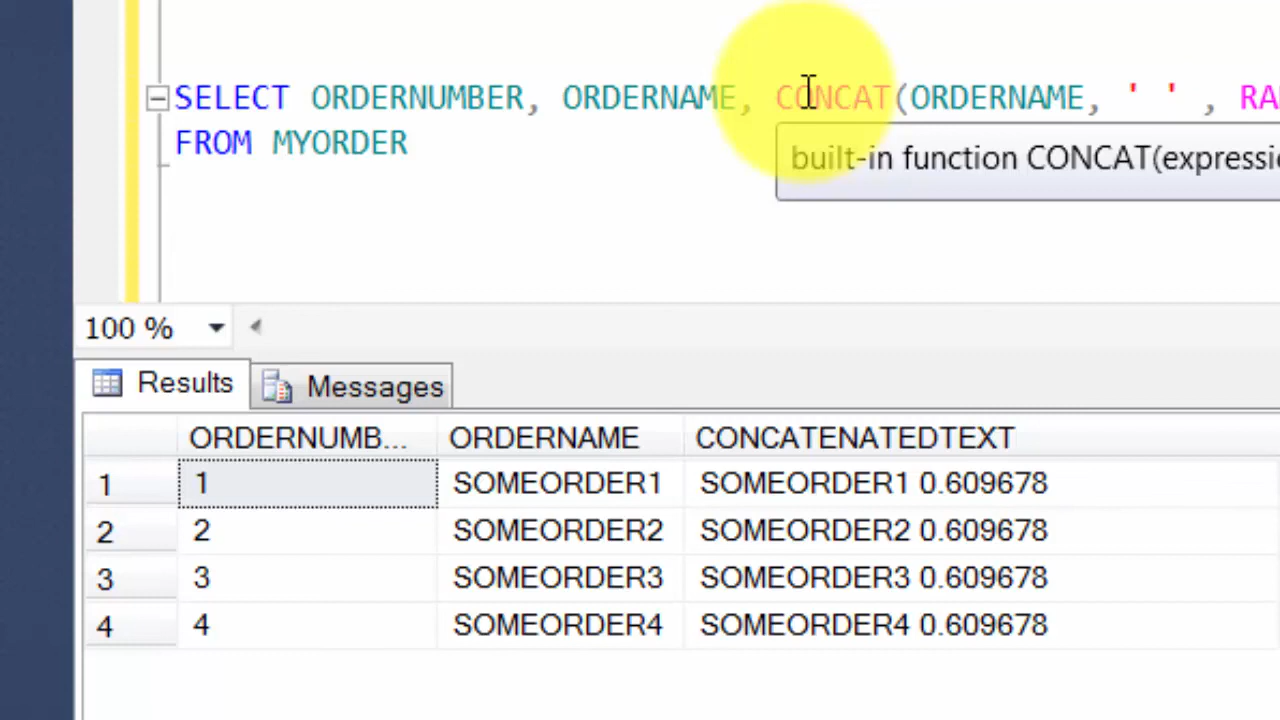 SELECT ORDERNUMBER, ORDERNAME, CONCAT(ORDERNAME, ' ' , RA
FROM MYORDER
built-in function CONCAT(expressi
100 %
Results Messages
ORDERNUMB... ORDERNAME CONCATENATEDTEXT
1 1 SOMEORDER1 SOMEORDER1 0.609678
2 2 SOMEORDER2 SOMEORDER2 0.609678
3 3 SOMEORDER3 SOMEORDER3 0.609678
4 4 SOMEORDER4 SOMEORDER4 0.609678